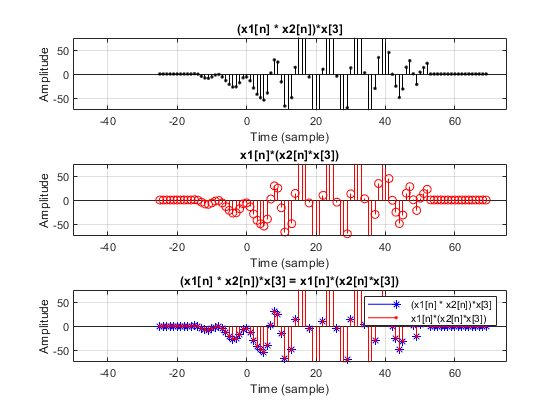 (x1[n] * x2[n])*x[3]
50
0
-50
Amplitude
-40 -20 0 20 40 60
Time (sample)
x1[n]*(x2[n]*x[3])
50
0
-50
Amplitude
-40 -20 0 20 40 60
Time (sample)
(x1[n] * x2[n])*x[3] = x1[n]*(x2[n]*x[3])
50
0
-50
Amplitude
(x1[n] * x2[n])*x[3]
x1[n]*(x2[n]*x[3])
-40 -20 0 20 40 60
Time (sample)